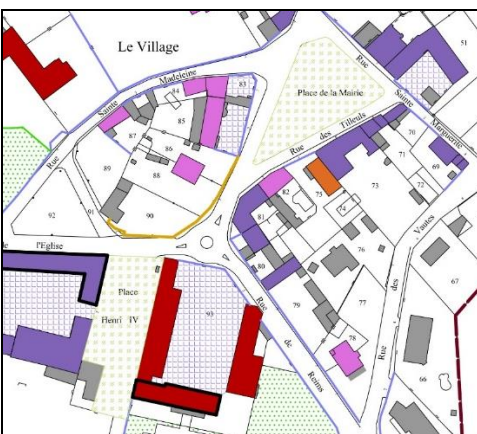 Le Village
51
Rue Sainte Marguerite
Rue Sainte Madeleine
83
84
Place de la Mairie
85
Rue des Tilleuls
70
87
86
71
69
89
88
82
75
73
72
74
92
91
90
81
Rue des Vautes
de l'Eglise
76
80
67
Place
Henri IV
93
79
77
Rue de Reims
78
66